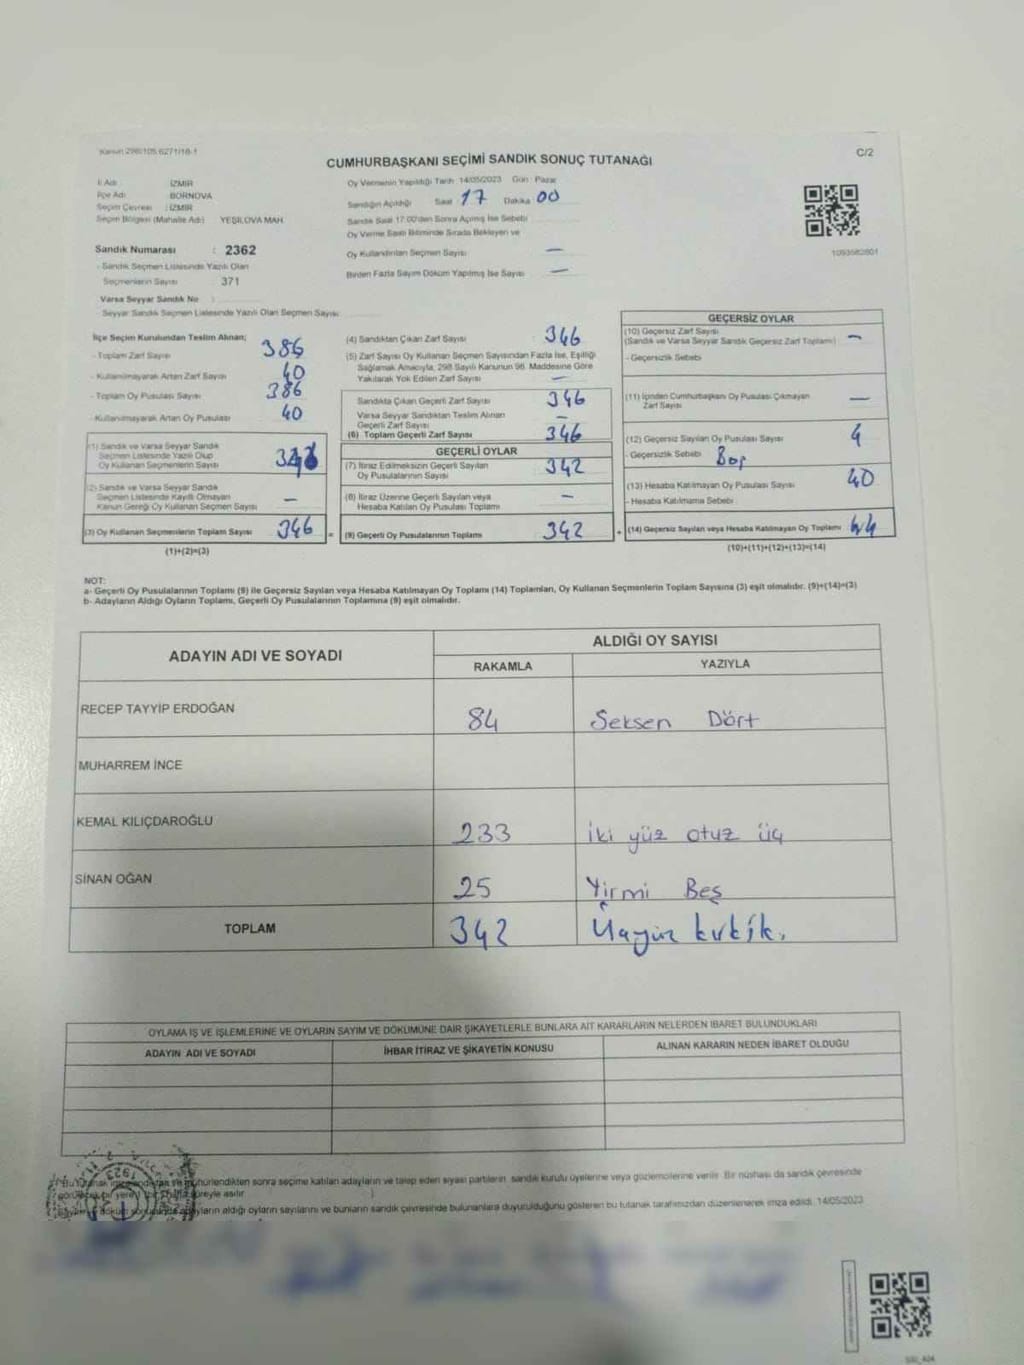 Kanun 298/105 6271/18-1
CUMHURBAŞKANI SEÇİMİ SANDIK SONUÇ TUTANAĞI
C/2
İl Adı : İZMİR
İlçe Adı : BORNOVA
Seçim Çevresi : İZMİR
Seçim Bölgesi (Mahalle Adı) YEŞİLOVA MAH.
Sandık Numarası : 2362
- Sandık Seçmen Listesinde Yazılı Olan
Seçmenlerin Sayısı : 371
Varsa Seyyar Sandık No :
- Seyyar Sandık Seçmen Listesinde Yazılı Olan Seçmen Sayısı:
Oy Vermenin Yapıldığı Tarih 14/05/2023 Gün : Pazar
Sandığın Açıldığı Saat 17 Dakika 00
Sandık Saat 17.00'den Sonra Açılmış İse Sebebi
Oy Verme Saati Bitiminde Sırada Bekleyen ve
Oy Kullandırılan Seçmen Sayısı —
Birden Fazla Sayım Döküm Yapılmış İse Sayısı —
1093582801
İlçe Seçim Kurulundan Teslim Alınan;
- Toplam Zarf Sayısı 386
- Kullanılmayarak Artan Zarf Sayısı 40
- Toplam Oy Pusulası Sayısı 386
- Kullanılmayarak Artan Oy Pusulası 40
(1) Sandık ve Varsa Seyyar Sandık
Seçmen Listesinde Yazılı Olup
Oy Kullanan Seçmenlerin Sayısı
(2) Sandık ve Varsa Seyyar Sandık
Seçmen Listesinde Kayıtlı Olmayan
Kanun Gereği Oy Kullanan Seçmen Sayısı —
(3) Oy Kullanan Seçmenlerin Toplam Sayısı 346 =
(1)+(2)=(3)
(4) Sandıktan Çıkan Zarf Sayısı : 346
(5) Zarf Sayısı Oy Kullanan Seçmen Sayısından Fazla İse, Eşitliği
Sağlamak Amacıyla, 298 Sayılı Kanunun 98. Maddesine Göre
Yakılarak Yok Edilen Zarf Sayısı —
Sandıkta Çıkan Geçerli Zarf Sayısı 346
Varsa Seyyar Sandıktan Teslim Alınan
Geçerli Zarf Sayısı —
(6) Toplam Geçerli Zarf Sayısı 346
GEÇERLİ OYLAR
(7) İtiraz Edilmeksizin Geçerli Sayılan
Oy Pusulalarının Sayısı 342
(8) İtiraz Üzerine Geçerli Sayılan veya
Hesaba Katılan Oy Pusulası Toplamı —
(9) Geçerli Oy Pusulalarının Toplamı 342 +
GEÇERSİZ OYLAR
(10) Geçersiz Zarf Sayısı
(Sandık ve Varsa Seyyar Sandık Geçersiz Zarf Toplamı) —
- Geçersizlik Sebebi
(11) İçinden Cumhurbaşkanı Oy Pusulası Çıkmayan
Zarf Sayısı —
(12) Geçersiz Sayılan Oy Pusulası Sayısı 4
- Geçersizlik Sebebi
(13) Hesaba Katılmayan Oy Pusulası Sayısı 40
- Hesaba Katılmama Sebebi :
(14) Geçersiz Sayılan veya Hesaba Katılmayan Oy Toplamı 44
(10)+(11)+(12)+(13)=(14)
NOT:
a- Geçerli Oy Pusulalarının Toplamı (9) ile Geçersiz Sayılan veya Hesaba Katılmayan Oy Toplamı (14) Toplamları, Oy Kullanan Seçmenlerin Toplam Sayısına (3) eşit olmalıdır. (9)+(14)=(3)
b- Adayların Aldığı Oyların Toplamı, Geçerli Oy Pusulalarının Toplamına (9) eşit olmalıdır.
ADAYIN ADI VE SOYADI
ALDIĞI OY SAYISI
RAKAMLA YAZIYLA
RECEP TAYYİP ERDOĞAN 84 Seksen Dört
MUHARREM İNCE
KEMAL KILIÇDAROĞLU 233 İki yüz otuz üç
SİNAN OĞAN 25 Yirmi Beş
TOPLAM 342
OYLAMA İŞ VE İŞLEMLERİNE VE OYLARIN SAYIM VE DÖKÜMÜNE DAİR ŞİKAYETLERLE BUNLARA AİT KARARLARIN NELERDEN İBARET BULUNDUKLARI
ADAYIN ADI VE SOYADI İHBAR İTİRAZ VE ŞİKAYETİN KONUSU ALINAN KARARIN NEDEN İBARET OLDUĞU
mühürlendikten sonra seçime katılan adayların ve talep eden siyasi partilerin sandık kurulu üyelerine veya gözlemcilerine verilir. Bir nüshası da sandık çevresinde
asılır.
aldığı oyların sayılarını ve bunların sandık çevresinde bulunanlara duyurulduğunu gösteren bu tutanak tarafımızdan düzenlenerek imza edildi. 14/05/2023
1923